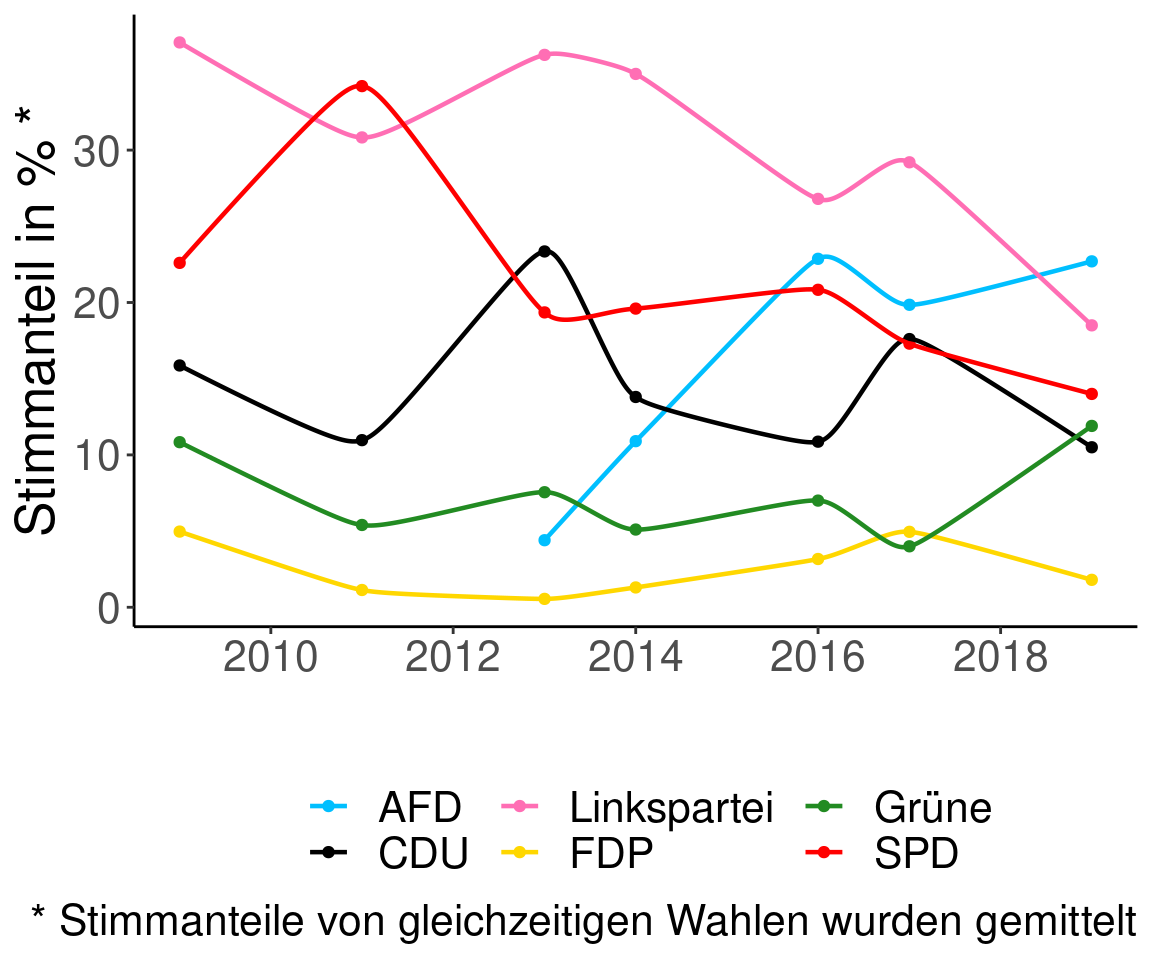 Stimmanteil in % *
30
20
10
0
2010 2012 2014 2016 2018
AFD Linkspartei Grüne
CDU FDP SPD
* Stimmanteile von gleichzeitigen Wahlen wurden gemittelt